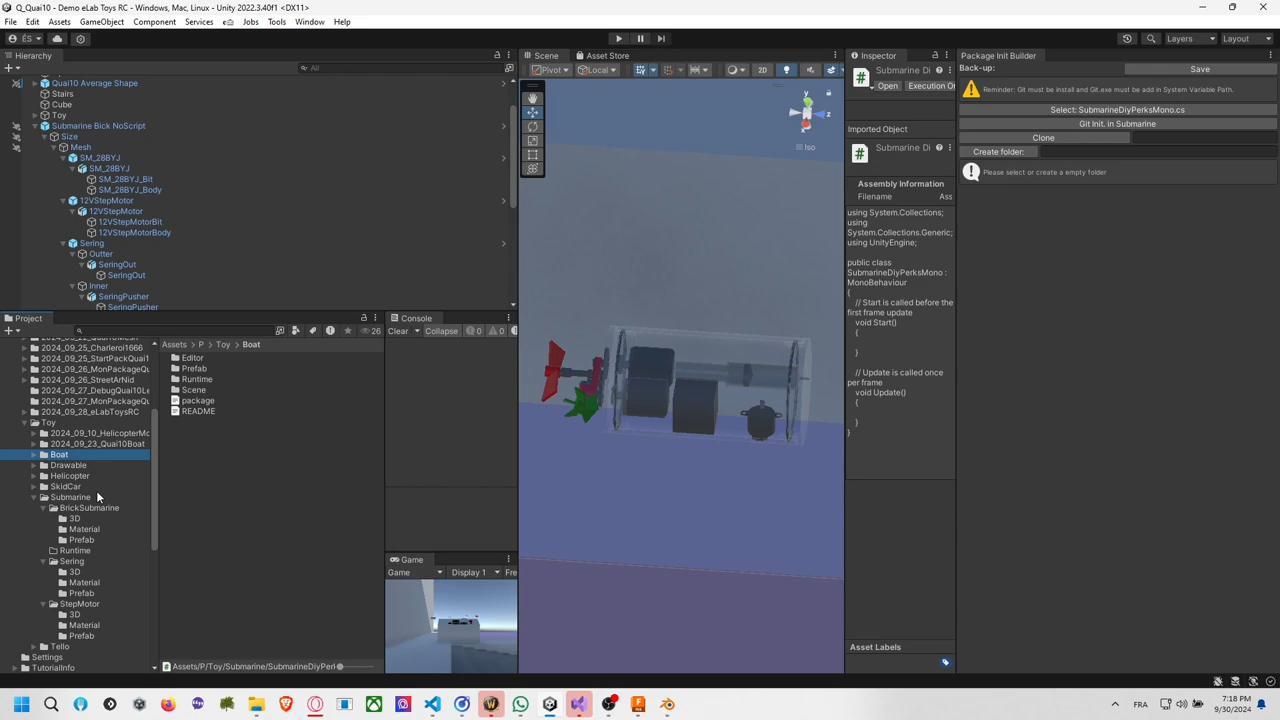 Q_Quai10 - Demo eLab Toys RC - Windows, Mac, Linux - Unity 2022.3.40f1 <DX11>
File Edit Assets GameObject Component Services Jobs Tools Window Help
ÉS Layers Layout
Hierarchy
All
Quai10 Average Shape
Stairs
Cube
Toy
Submarine Bick NoScript
Size
Mesh
SM_28BYJ
SM_28BYJ
SM_28BYJ_Bit
SM_28BYJ_Body
12VStepMotor
12VStepMotor
12VStepMotorBit
12VStepMotorBody
Sering
Outter
SeringOut
SeringOut
Inner
SeringPusher
SeringPusher
Project
26
2024_09_25_Charleroi1666
2024_09_25_StartPackQuai1
2024_09_26_MonPackageQu
2024_09_26_StreetArNid
2024_09_27_DebugQuai10Le
2024_09_27_MonPackageQu
2024_09_28_eLabToysRC
Toy
2024_09_10_HelicopterMo
2024_09_23_Quai10Boat
Boat
Drawable
Helicopter
SkidCar
Submarine
BrickSubmarine
3D
Material
Prefab
Runtime
Sering
3D
Material
Prefab
StepMotor
3D
Material
Prefab
Tello
Settings
TutorialInfo
Assets > P > Toy > Boat
Editor
Prefab
Runtime
Scene
package
README
Assets/P/Toy/Submarine/SubmarineDiyPerk
Console
Clear Collapse 0 0
Game
Game Display 1 Fre
Scene Asset Store
Pivot Local 2D
y
z
Iso
Inspector
Submarine Di
Open Execution O
Imported Object
Submarine Di
Assembly Information
Filename Ass
using System.Collections;
using
System.Collections.Generic;
using UnityEngine;
public class
SubmarineDiyPerksMono :
MonoBehaviour
{
// Start is called before the
first frame update
void Start()
{
}
// Update is called once
per frame
void Update()
{
}
}
Asset Labels
Package Init Builder
Back-up: Save
Reminder: Git must be install and Git.exe must be add in System Variable Path.
Select: SubmarineDiyPerksMono.cs
Git Init. in Submarine
Clone
Create folder:
Please select or create a empty folder
FRA
7:18 PM
9/30/2024